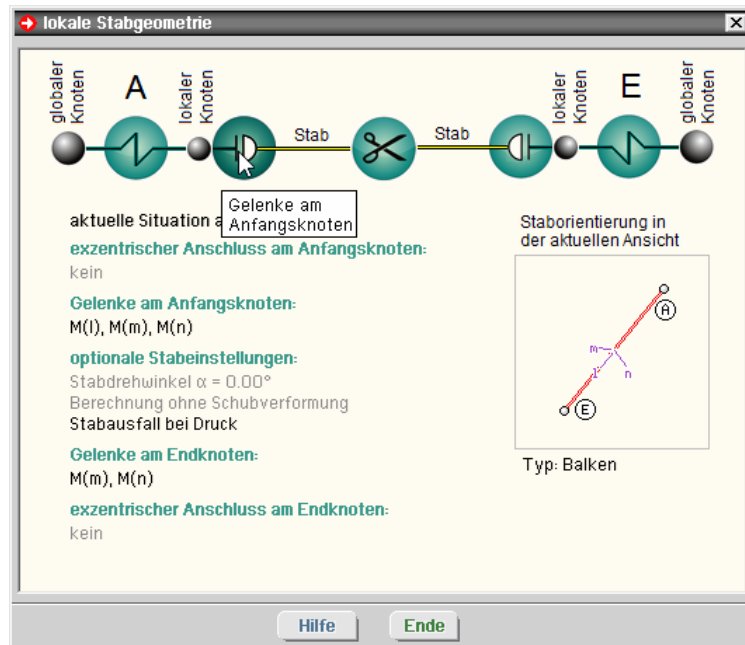 lokale Stabgeometrie
globaler
Knoten
A
lokaler
Knoten
Stab
Stab
lokaler
Knoten
E
globaler
Knoten
Gelenke am
Anfangsknoten
aktuelle Situation a
exzentrischer Anschluss am Anfangsknoten:
kein
Gelenke am Anfangsknoten:
M(l), M(m), M(n)
optionale Stabeinstellungen:
Stabdrehwinkel α = 0.00°
Berechnung ohne Schubverformung
Stabausfall bei Druck
Gelenke am Endknoten:
M(m), M(n)
exzentrischer Anschluss am Endknoten:
kein
Staborientierung in
der aktuellen Ansicht
A
m
l
n
E
Typ: Balken
Hilfe
Ende